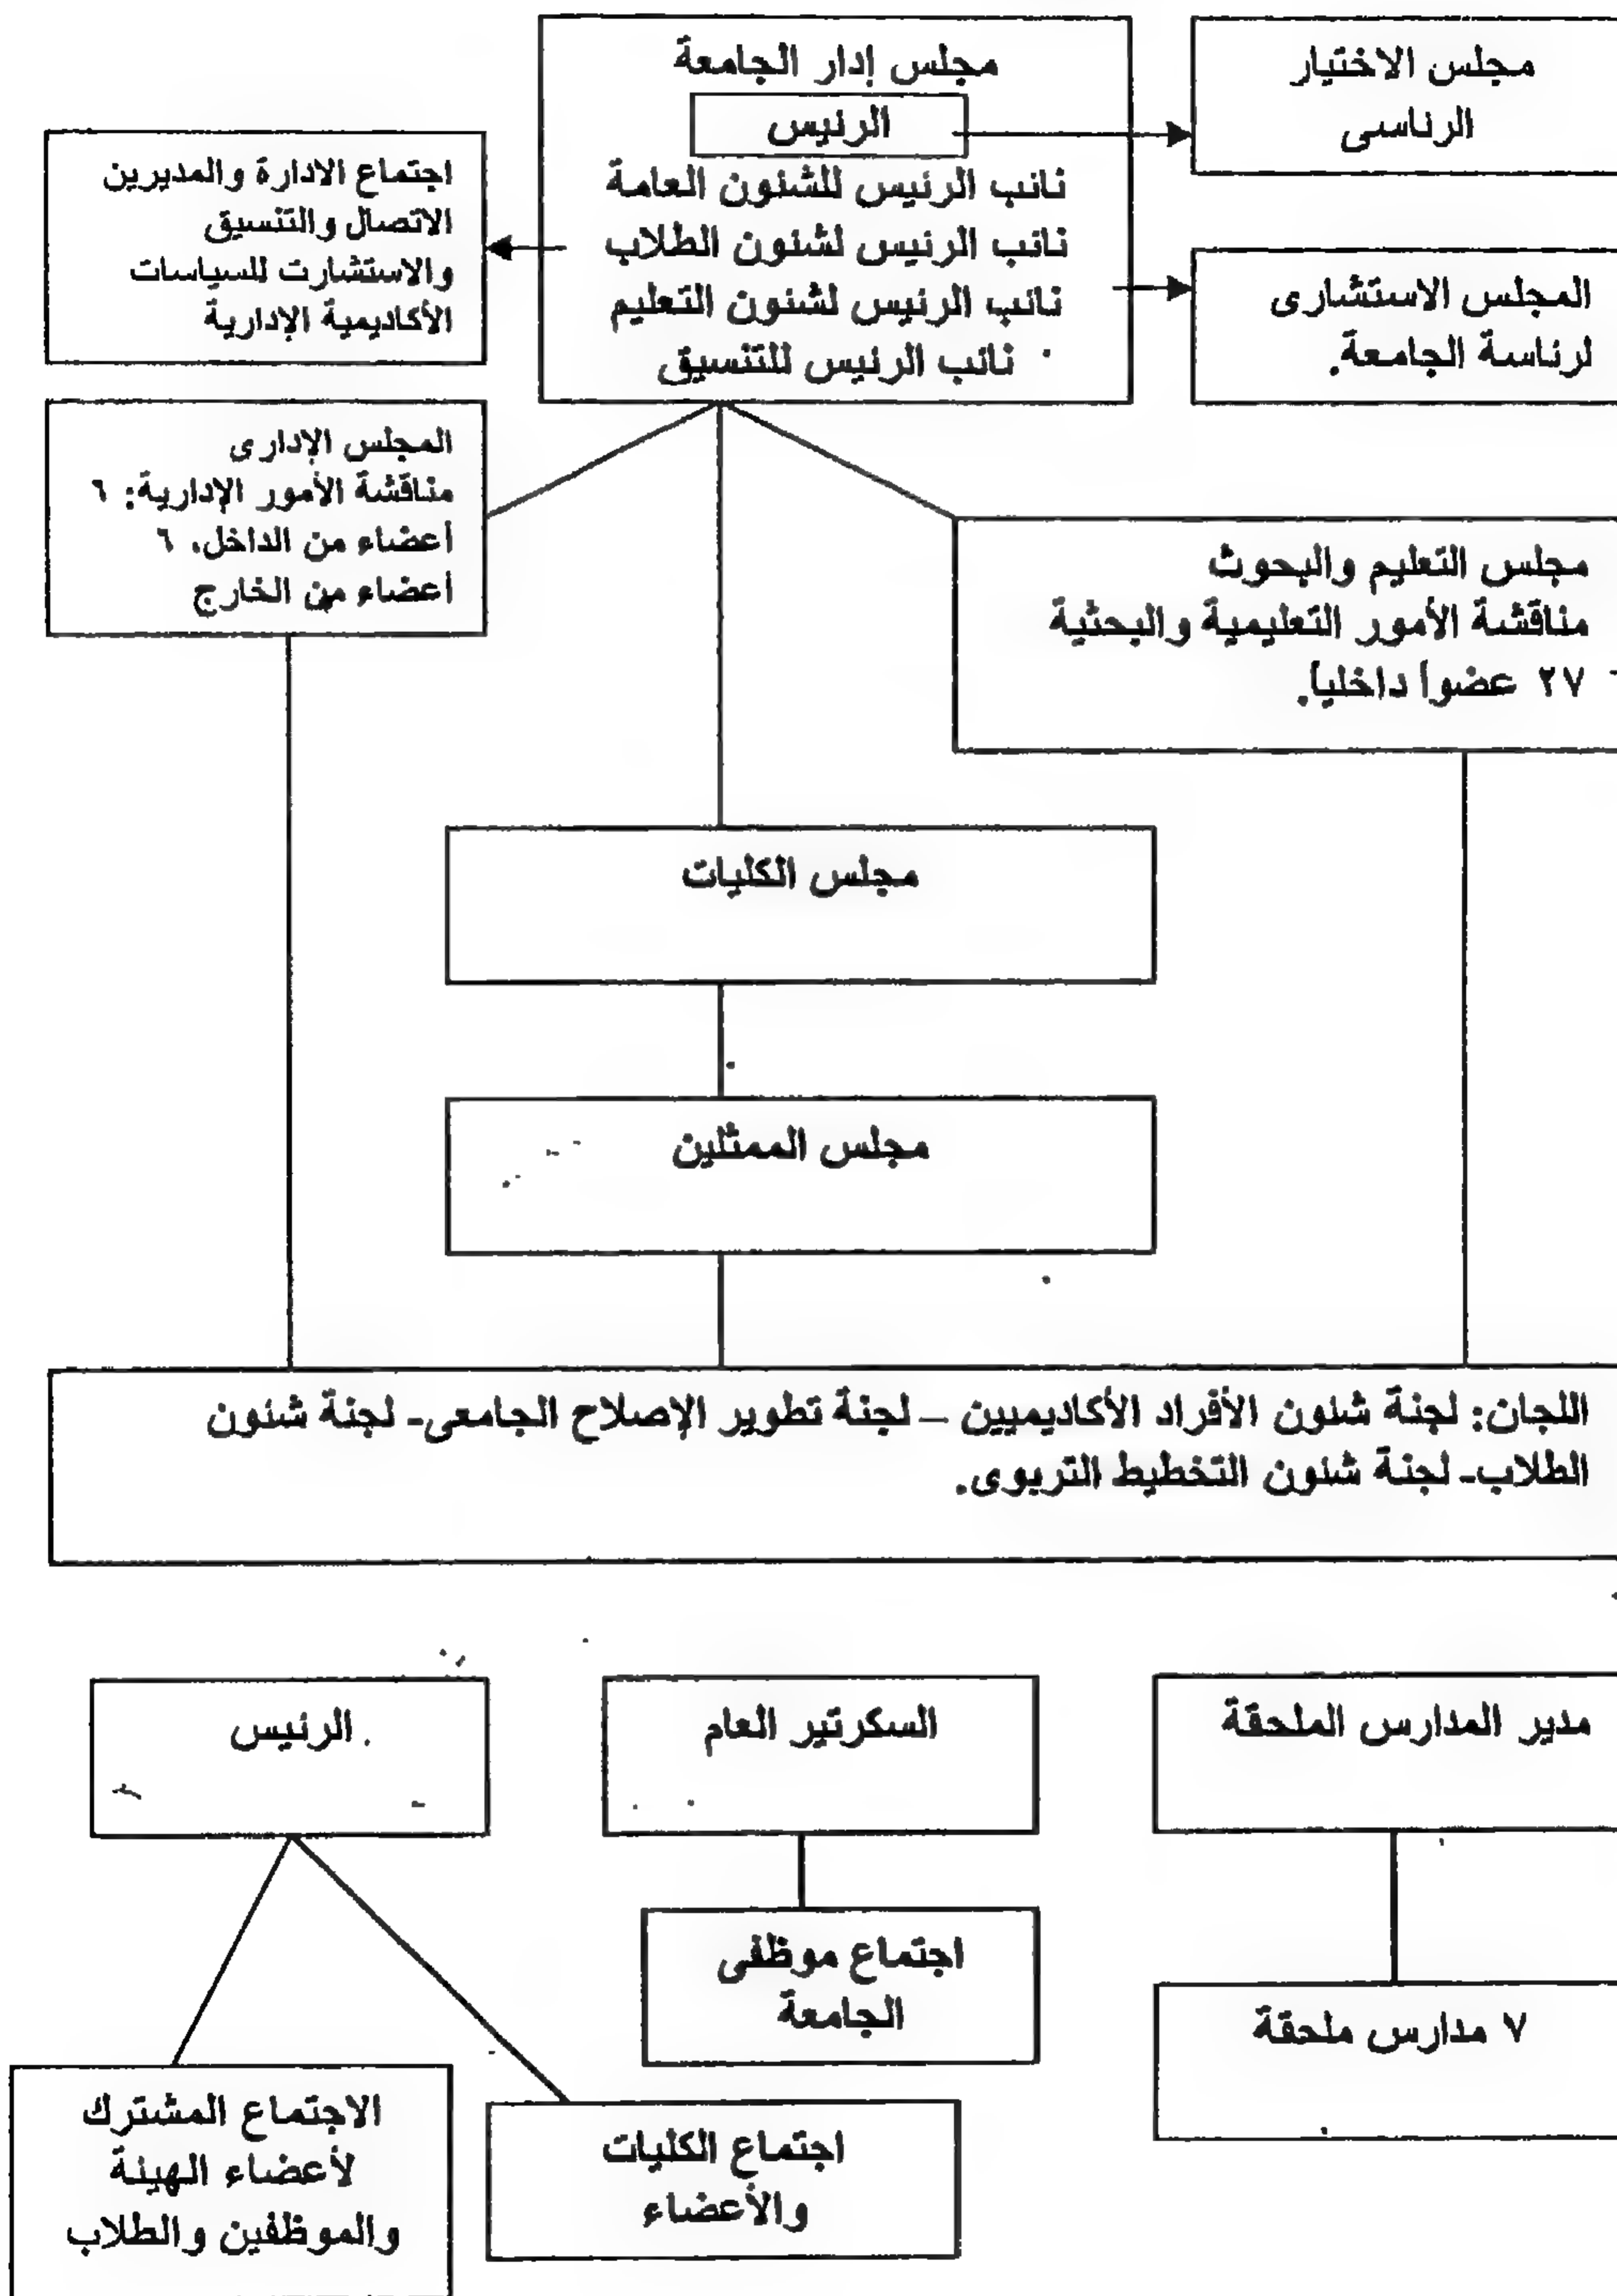 مجلس إدار الجامعة
الرئيس
نائب الرئيس للشئون العامة
نائب الرئيس لشئون الطلاب
نائب الرئيس لشئون التعليم
نائب الرئيس للتنسيق
مجلس الاختيار
الرئاسى
المجلس الاستشارى
لرئاسة الجامعة.
اجتماع الادارة والمديرين
الاتصال والتنسيق
والاستشارت للسياسات
الأكاديمية الإدارية
المجلس الإدارى
مناقشة الأمور الإدارية: ٦
أعضاء من الداخل، ٦
أعضاء من الخارج
مجلس التعليم والبحوث
مناقشة الأمور التعليمية والبحثية
٢٧ عضواً داخلياً.
مجلس الكليات
مجلس الممثلين
اللجان: لجنة شئون الأفراد الأكاديميين – لجنة تطوير الإصلاح الجامعى- لجنة شئون
الطلاب- لجنة شئون التخطيط التربوى.
مدير المدارس الملحقة
السكرتير العام
الرئيس
٧ مدارس ملحقة
اجتماع موظفى
الجامعة
اجتماع الكليات
والأعضاء
الاجتماع المشترك
لأعضاء الهيئة
والموظفين والطلاب